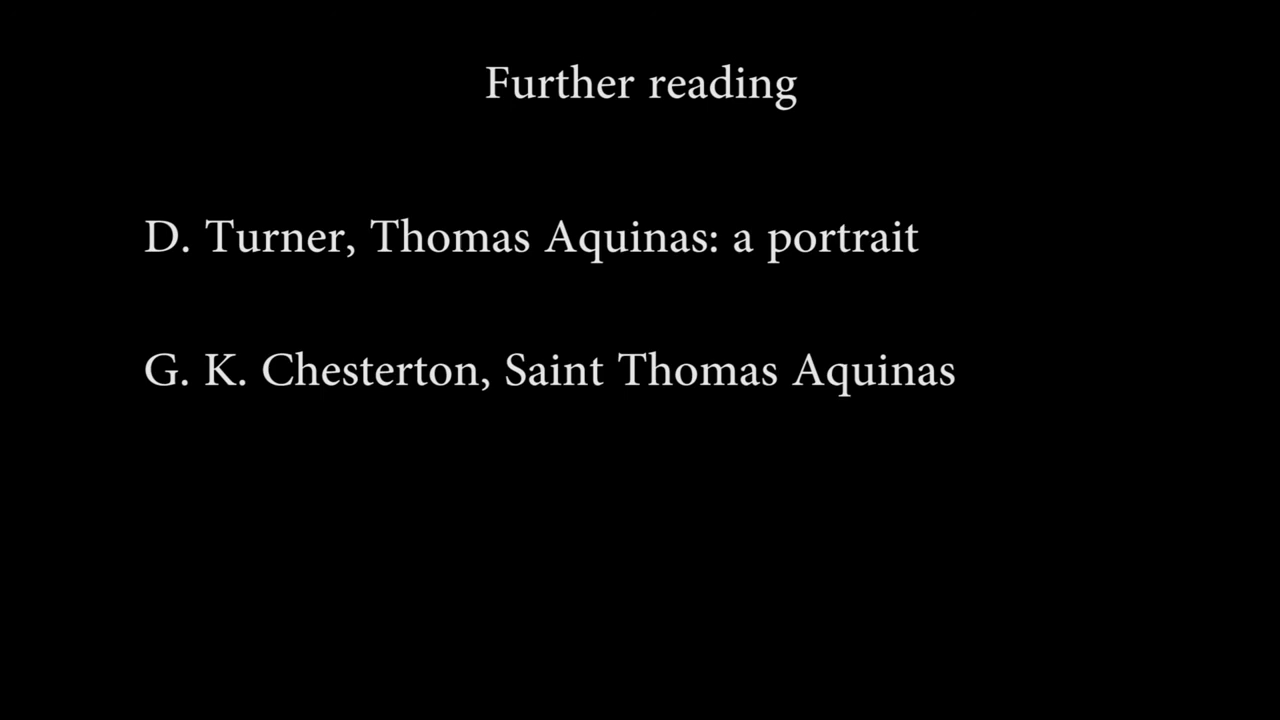 Further reading
D. Turner, Thomas Aquinas: a portrait
G. K. Chesterton, Saint Thomas Aquinas